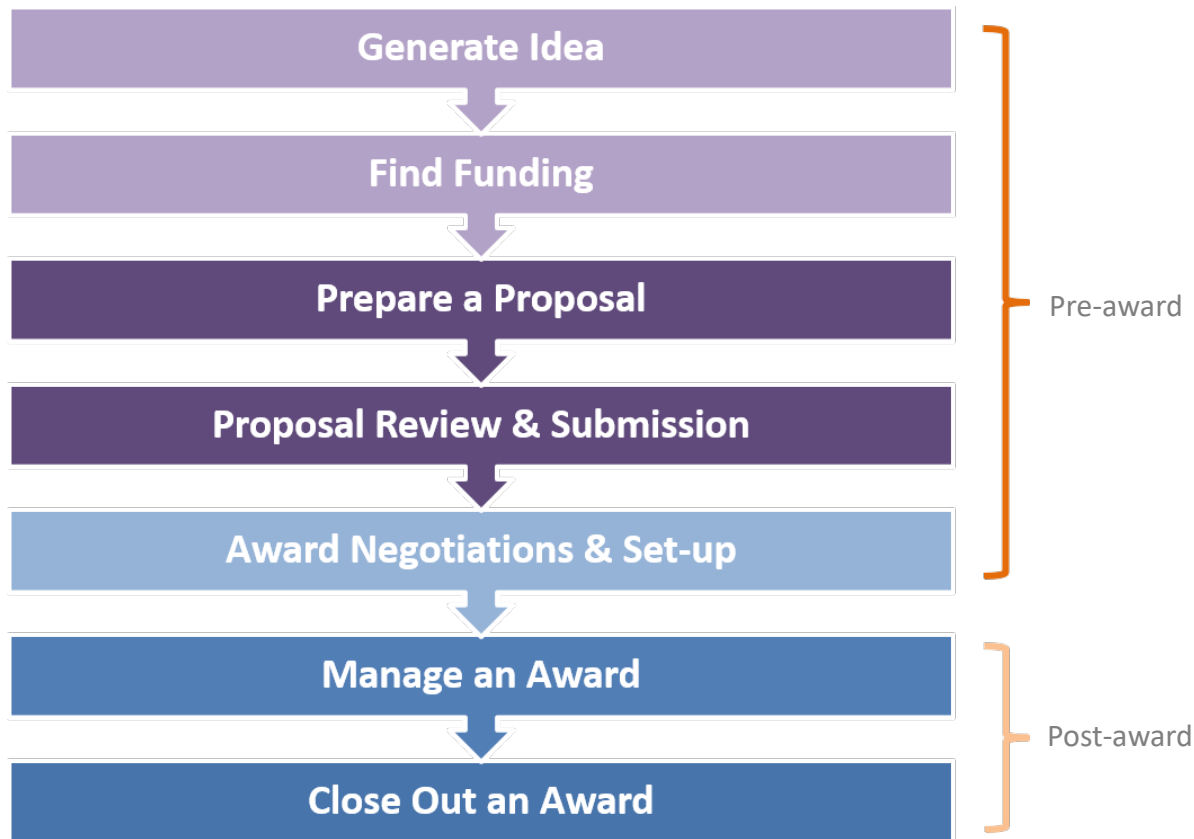 Generate Idea
Find Funding
Prepare a Proposal
Pre-award
Proposal Review & Submission
Award Negotiations & Set-up
Manage an Award
Post-award
Close Out an Award